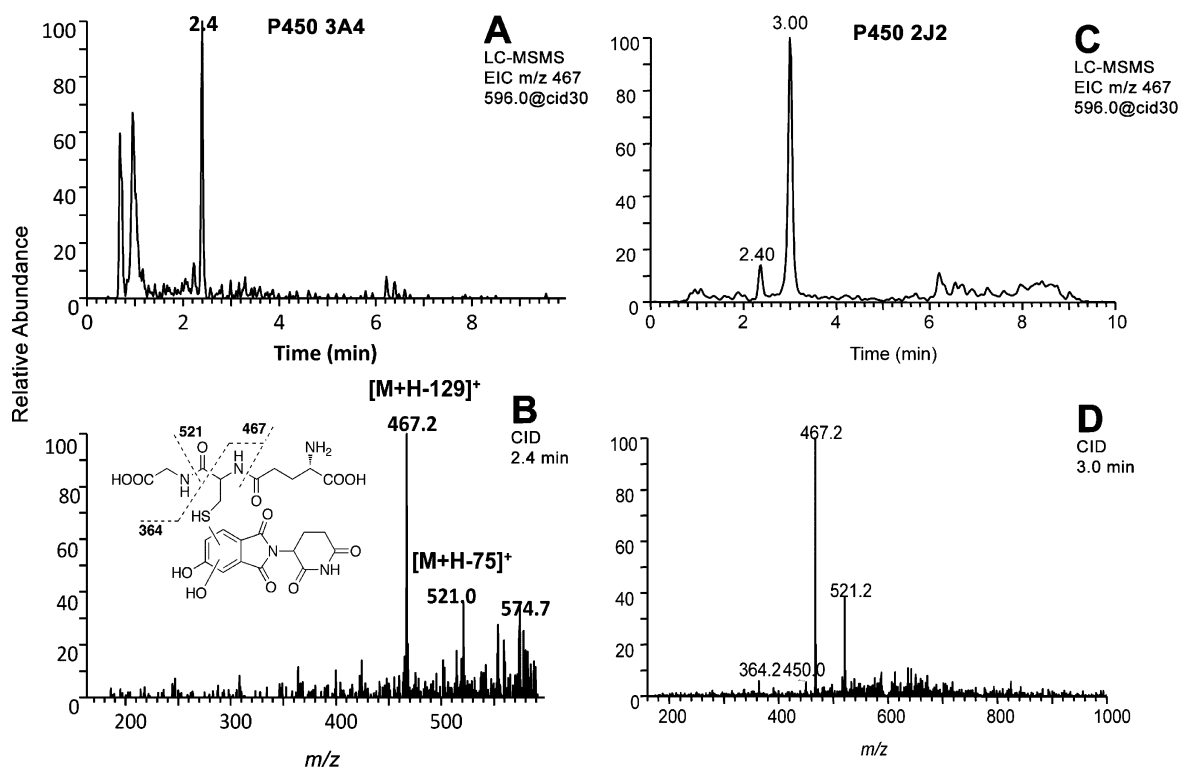 Relative Abundance
P450 3A4
A
LC-MSMS
EIC m/z 467
596.0@cid30
2.4
100
80
60
40
20
0
0 2 4 6 8
Time (min)
P450 2J2
C
LC-MSMS
EIC m/z 467
596.0@cid30
3.00
2.40
100
80
60
40
20
0
0 2 4 6 8 10
Time (min)
B
CID
2.4 min
[M+H-129]+
467.2
[M+H-75]+
521.0
574.7
521
467
364
O
H
N
NH2
HOOC
N
H
O
COOH
HS
O
O
N
O
NH
O
HO
HO
100
80
60
40
20
0
200 300 400 500
m/z
D
CID
3.0 min
467.2
521.2
364.2 450.0
100
80
60
40
20
0
200 400 600 800 1000
m/z